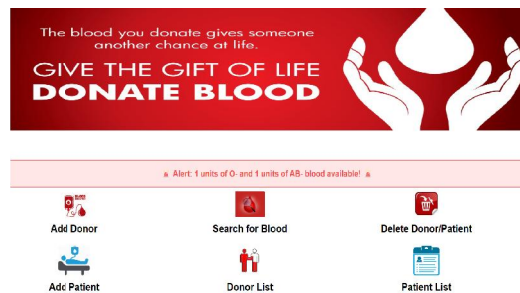 The blood you donate gives someone
another chance at life.
GIVE THE GIFT OF LIFE
DONATE BLOOD
Alert: 1 units of O- and 1 units of AB- blood available!
Add Donor
Search for Blood
Delete Donor/Patient
Add Patient
Donor List
Patient List